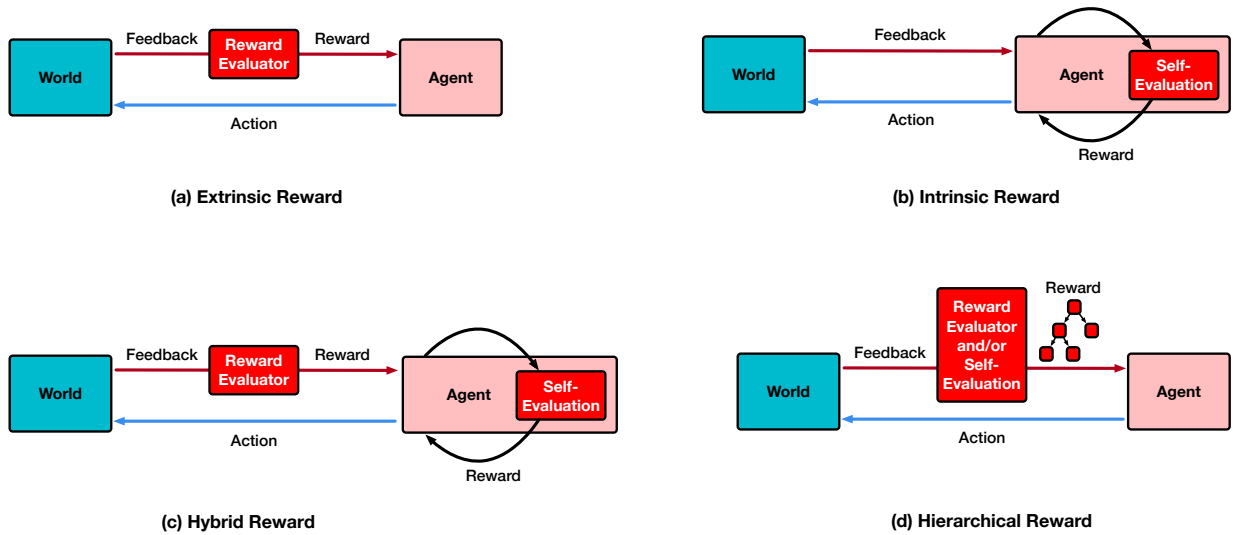 Feedback
Reward
Evaluator
Reward
World
Agent
Action
(a) Extrinsic Reward
Feedback
World
Agent
Self-
Evaluation
Action
Reward
(b) Intrinsic Reward
Feedback
Reward
Evaluator
Reward
World
Agent
Self-
Evaluation
Action
Reward
(c) Hybrid Reward
Reward
Feedback
Reward
Evaluator
and/or
Self-
Evaluation
World
Agent
Action
(d) Hierarchical Reward